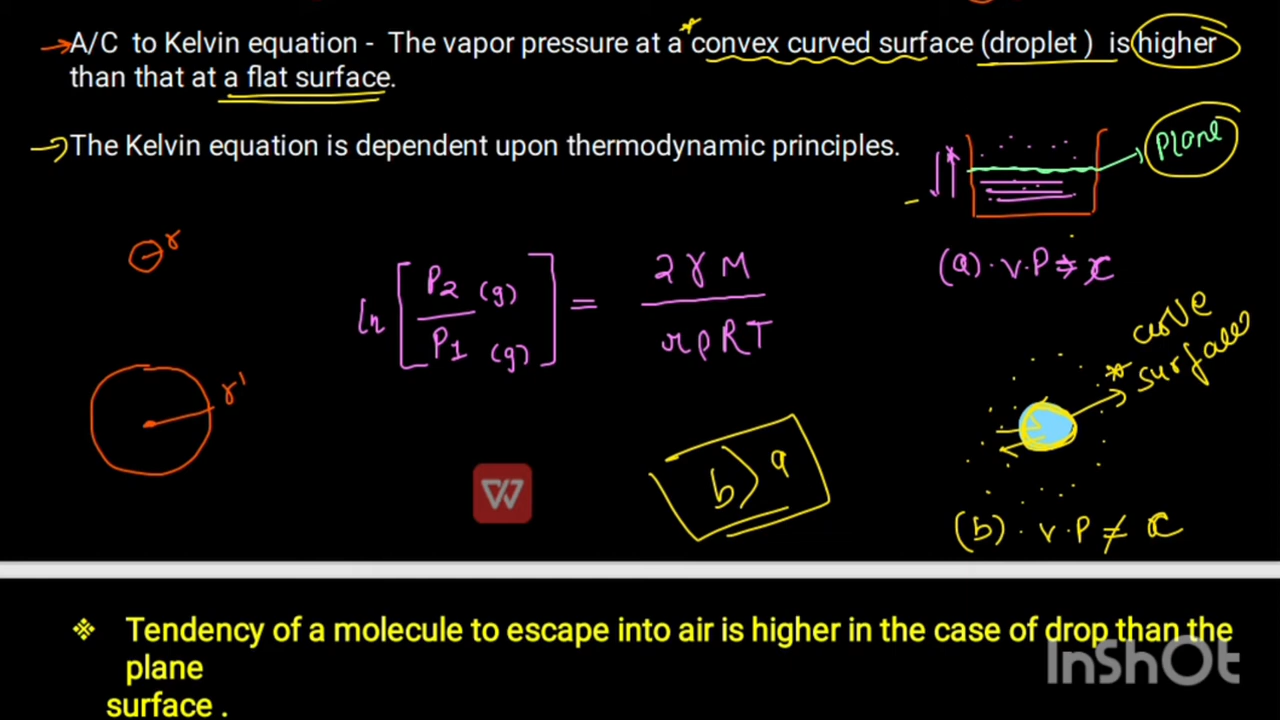 → A/C to Kelvin equation - The vapor pressure at a *convex curved surface (droplet ) is higher
than that at a flat surface.
→ The Kelvin equation is dependent upon thermodynamic principles.
plane
r
ln [P2 (g) / P1 (g)] = 2γM / rρRT
(a) . V.P ⇒ x
curve
* surface
r'
b > a
(b) . V.P ≠ x
❖ Tendency of a molecule to escape into air is higher in the case of drop than the
plane
surface .
InShOt